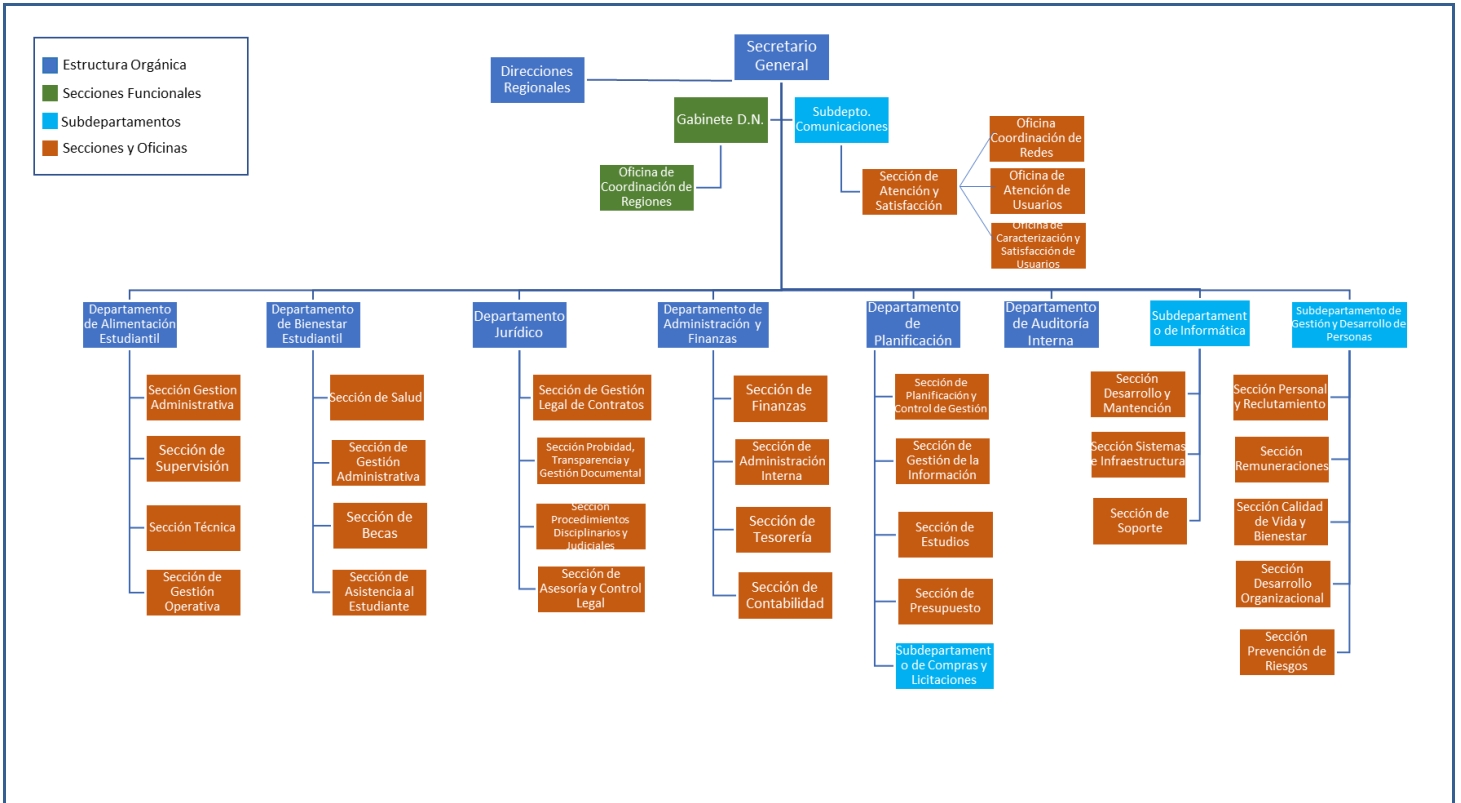 Estructura Orgánica
Secciones Funcionales
Subdepartamentos
Secciones y Oficinas
Secretario
General
Direcciones
Regionales
Gabinete D.N.
Subdepto.
Comunicaciones
Oficina de
Coordinación de
Regiones
Sección de
Atención y
Satisfacción
Oficina
Coordinación de
Redes
Oficina de
Atención de
Usuarios
Oficina de
Caracterización y
Satisfacción de
Usuarios
Departamento
de Alimentación
Estudiantil
Departamento
de Bienestar
Estudiantil
Departamento
Jurídico
Departamento de
Administración y
Finanzas
Departamento
de
Planificación
Departamento
de Auditoría
Interna
Subdepartament
o de Informática
Subdepartamento de
Gestión y Desarrollo de
Personas
Sección Gestion
Administrativa
Sección de
Supervisión
Sección Técnica
Sección de
Gestión
Operativa
Sección de Salud
Sección de
Gestión
Administrativa
Sección de
Becas
Sección de
Asistencia al
Estudiante
Sección de Gestión
Legal de Contratos
Sección Probidad,
Transparencia y
Gestión Documental
Sección
Procedimientos
Disciplinarios y
Judiciales
Sección de
Asesoría y Control
Legal
Sección de
Finanzas
Sección de
Administración
Interna
Sección de
Tesorería
Sección de
Contabilidad
Sección de
Planificación y
Control de Gestión
Sección de
Gestión de la
Información
Sección de
Estudios
Sección de
Presupuesto
Subdepartament
o de Compras y
Licitaciones
Sección
Desarrollo y
Mantención
Sección Sistemas
e Infraestructura
Sección de
Soporte
Sección Personal
y Reclutamiento
Sección
Remuneraciones
Sección Calidad
de Vida y
Bienestar
Sección
Desarrollo
Organizacional
Sección
Prevención de
Riesgos